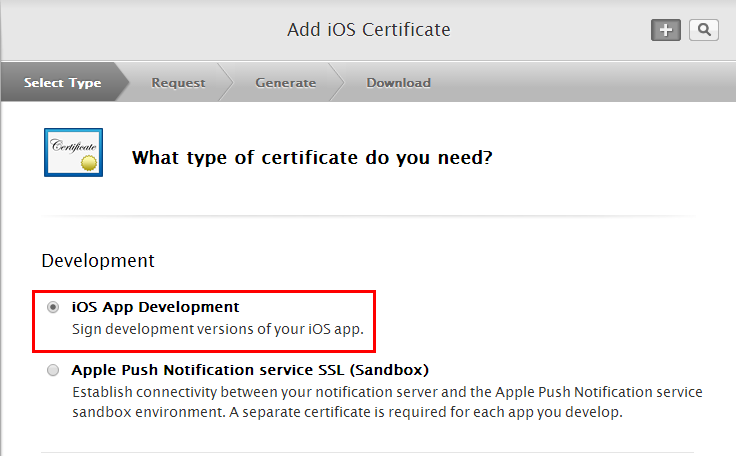 Add iOS Certificate
Select Type
Request
Generate
Download
Certificate
What type of certificate do you need?
Development
iOS App Development
Sign development versions of your iOS app.
Apple Push Notification service SSL (Sandbox)
Establish connectivity between your notification server and the Apple Push Notification service
sandbox environment. A separate certificate is required for each app you develop.